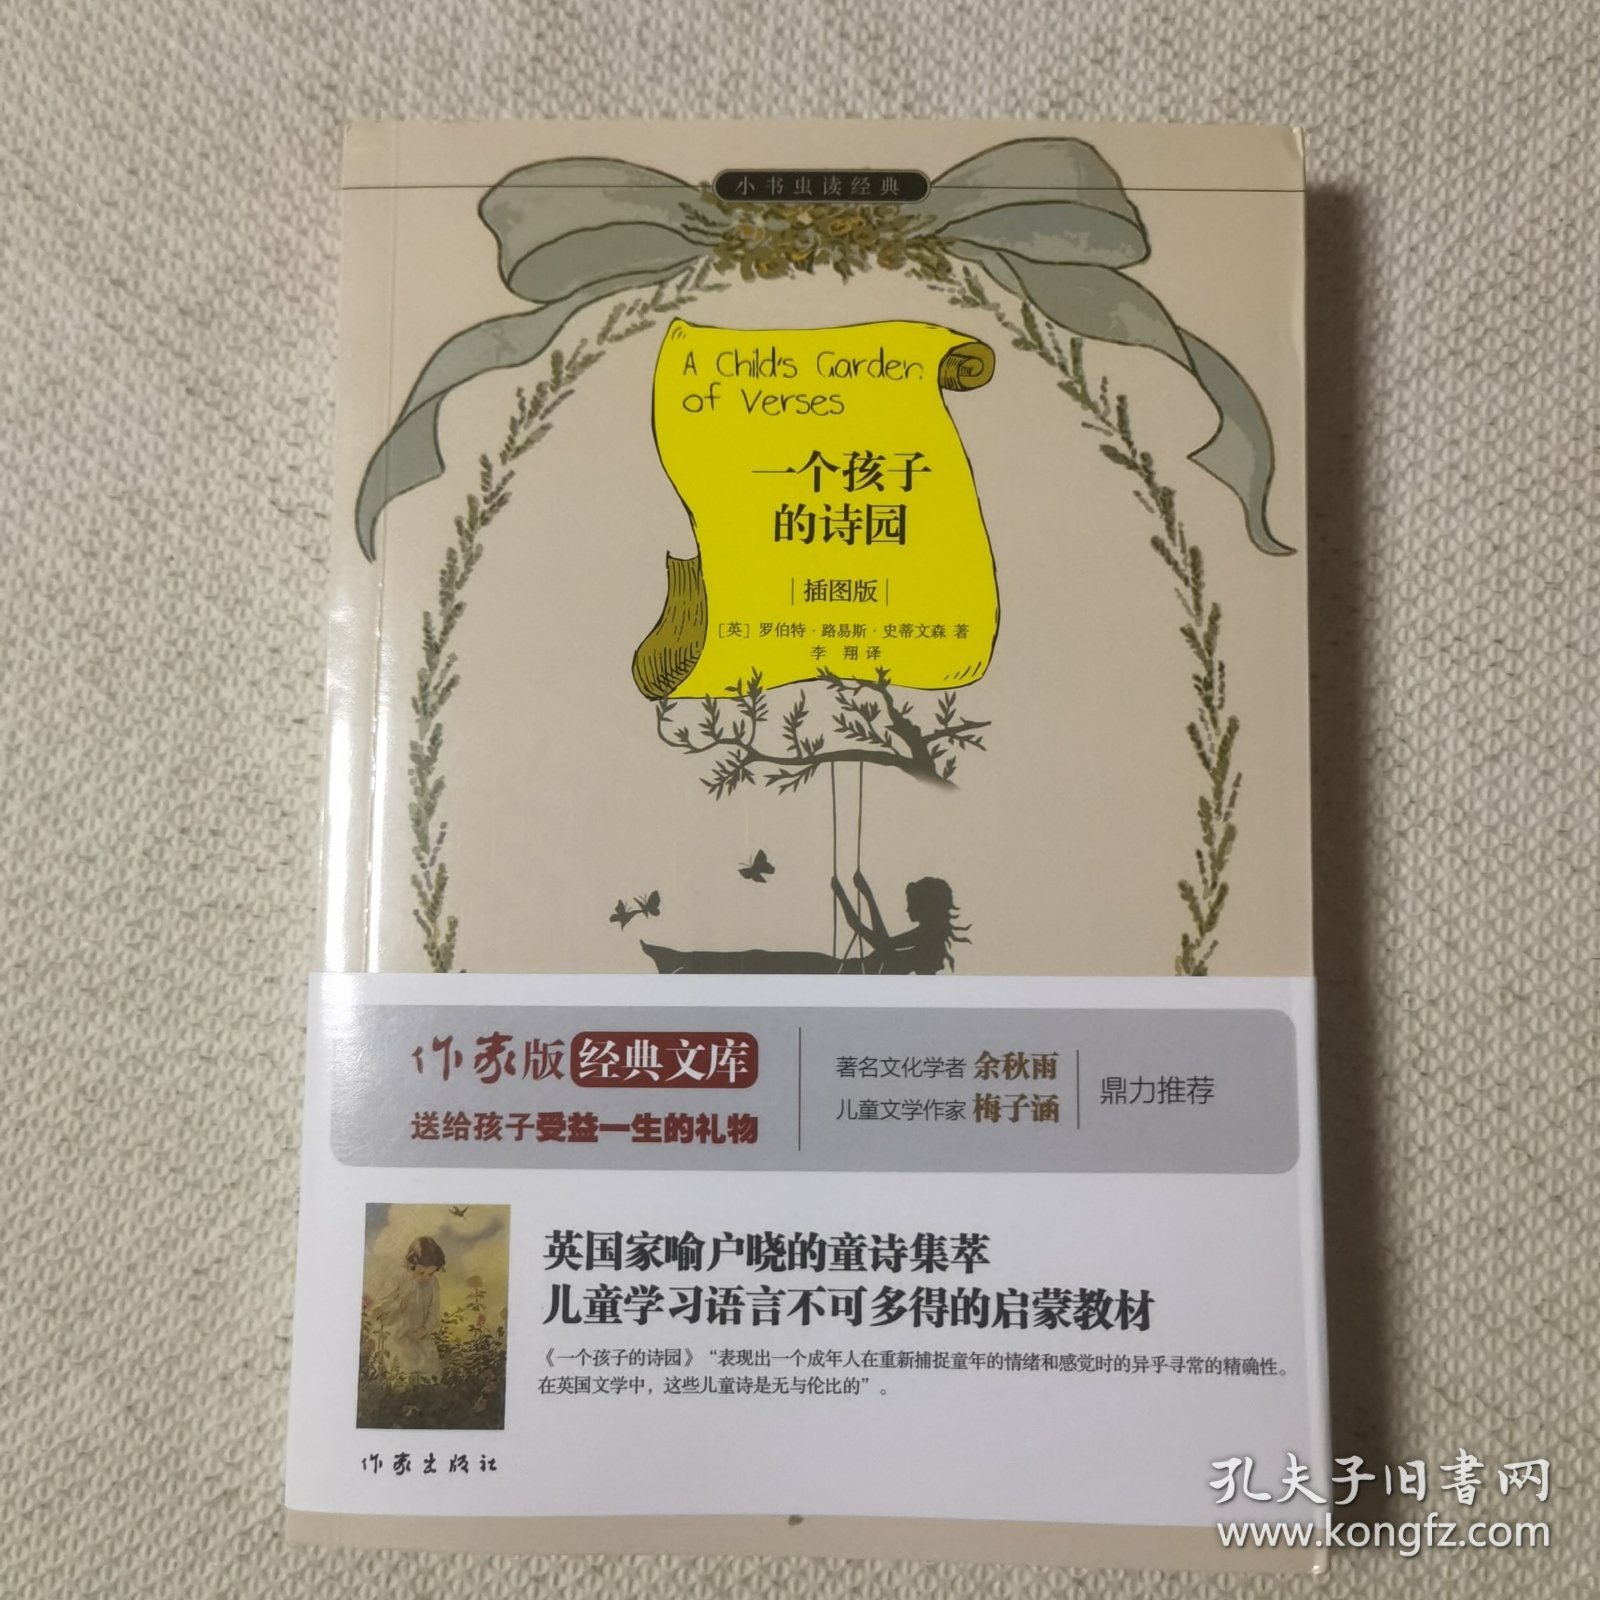 小书虫读经典
A Child's Garden
of Verses
一个孩子
的诗园
|插图版|
[英] 罗伯特·路易斯·史蒂文森 著
李 翔 译
作家版 经典文库
送给孩子受益一生的礼物
著名文化学者 余秋雨
儿童文学作家 梅子涵
鼎力推荐
英国家喻户晓的童诗集萃
儿童学习语言不可多得的启蒙教材
《一个孩子的诗园》“表现出一个成年人在重新捕捉童年的情绪和感觉时的异乎寻常的精确性。
在英国文学中，这些儿童诗是无与伦比的”。
作家出版社
孔夫子旧书网
www.kongfz.com